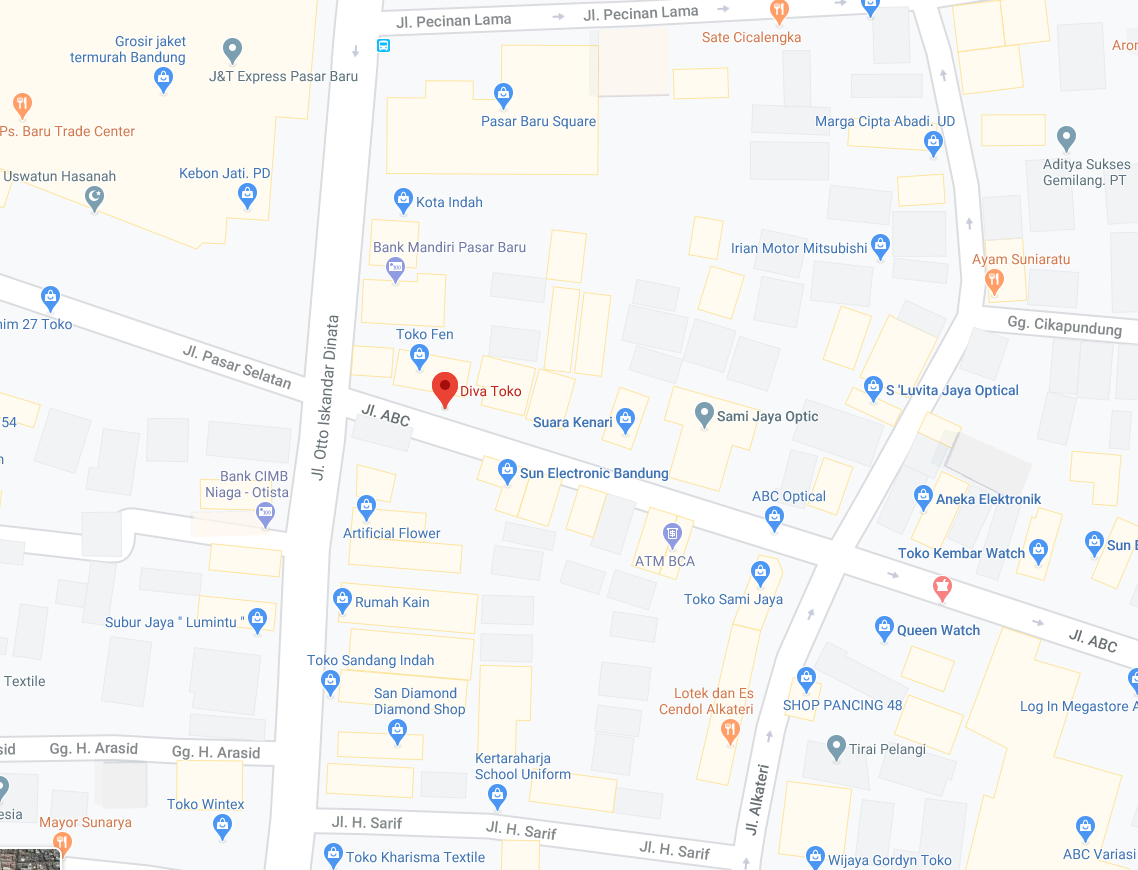 Jl. Pecinan Lama
Jl. Pecinan Lama
Sate Cicalengka
Grosir jaket
termurah Bandung
J&T Express Pasar Baru
Ps. Baru Trade Center
Pasar Baru Square
Marga Cipta Abadi. UD
Aditya Sukses
Gemilang. PT
Uswatun Hasanah
Kebon Jati. PD
Kota Indah
Bank Mandiri Pasar Baru
Irian Motor Mitsubishi
Ayam Suniaratu
27 Toko
Gg. Cikapundung
Toko Fen
Jl. Pasar Selatan
Jl. Otto Iskandar Dinata
Diva Toko
S 'Luvita Jaya Optical
Jl. ABC
Suara Kenari
Sami Jaya Optic
54
Sun Electronic Bandung
Bank CIMB
Niaga - Otista
ABC Optical
Aneka Elektronik
Artificial Flower
ATM BCA
Toko Kembar Watch
Sun
Toko Sami Jaya
Rumah Kain
Subur Jaya " Lumintu "
Queen Watch
Jl. ABC
Toko Sandang Indah
Textile
San Diamond
Diamond Shop
Lotek dan Es
Cendol Alkateri
SHOP PANCING 48
Log In Megastore
Gg. H. Arasid
Gg. H. Arasid
Tirai Pelangi
Kertaraharja
School Uniform
Jl. Alkateri
Toko Wintex
Mayor Sunarya
Jl. H. Sarif
Jl. H. Sarif
Jl. H. Sarif
Toko Kharisma Textile
Wijaya Gordyn Toko
ABC Variasi